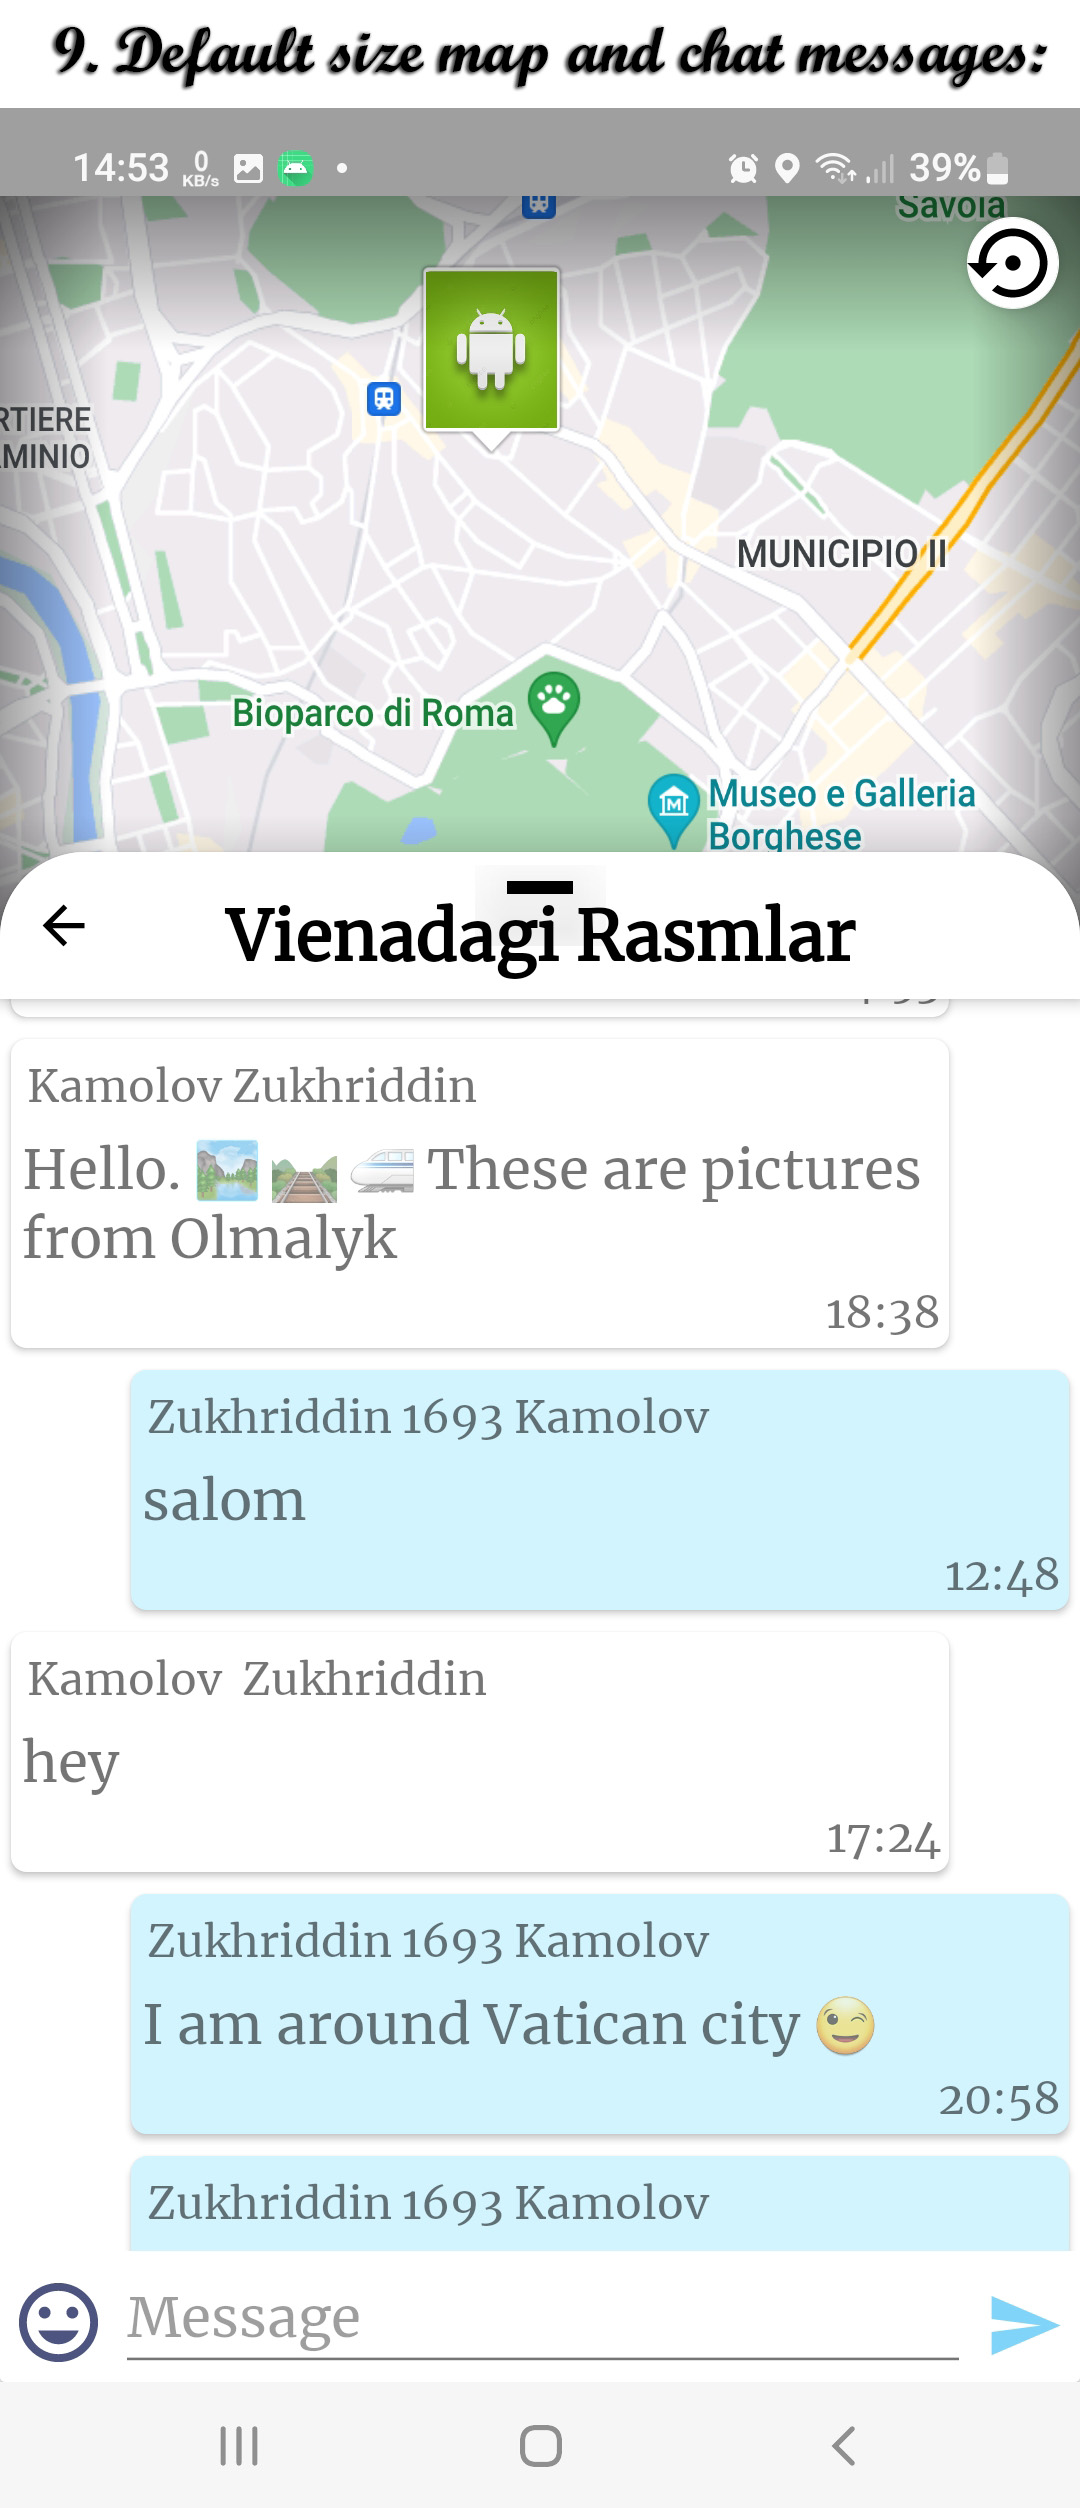 9. Default size map and chat messages:
14:53 0 KB/s 39%
Savoia
RTIERE
MINIO
MUNICIPIO II
Bioparco di Roma
Museo e Galleria
Borghese
Vienadagi Rasmlar
Kamolov Zukhriddin
Hello. 🏞️ 🛤️ 🚄 These are pictures
from Olmalyk
18:38
Zukhriddin 1693 Kamolov
salom
12:48
Kamolov  Zukhriddin
hey
17:24
Zukhriddin 1693 Kamolov
I am around Vatican city 😉
20:58
Zukhriddin 1693 Kamolov
Message